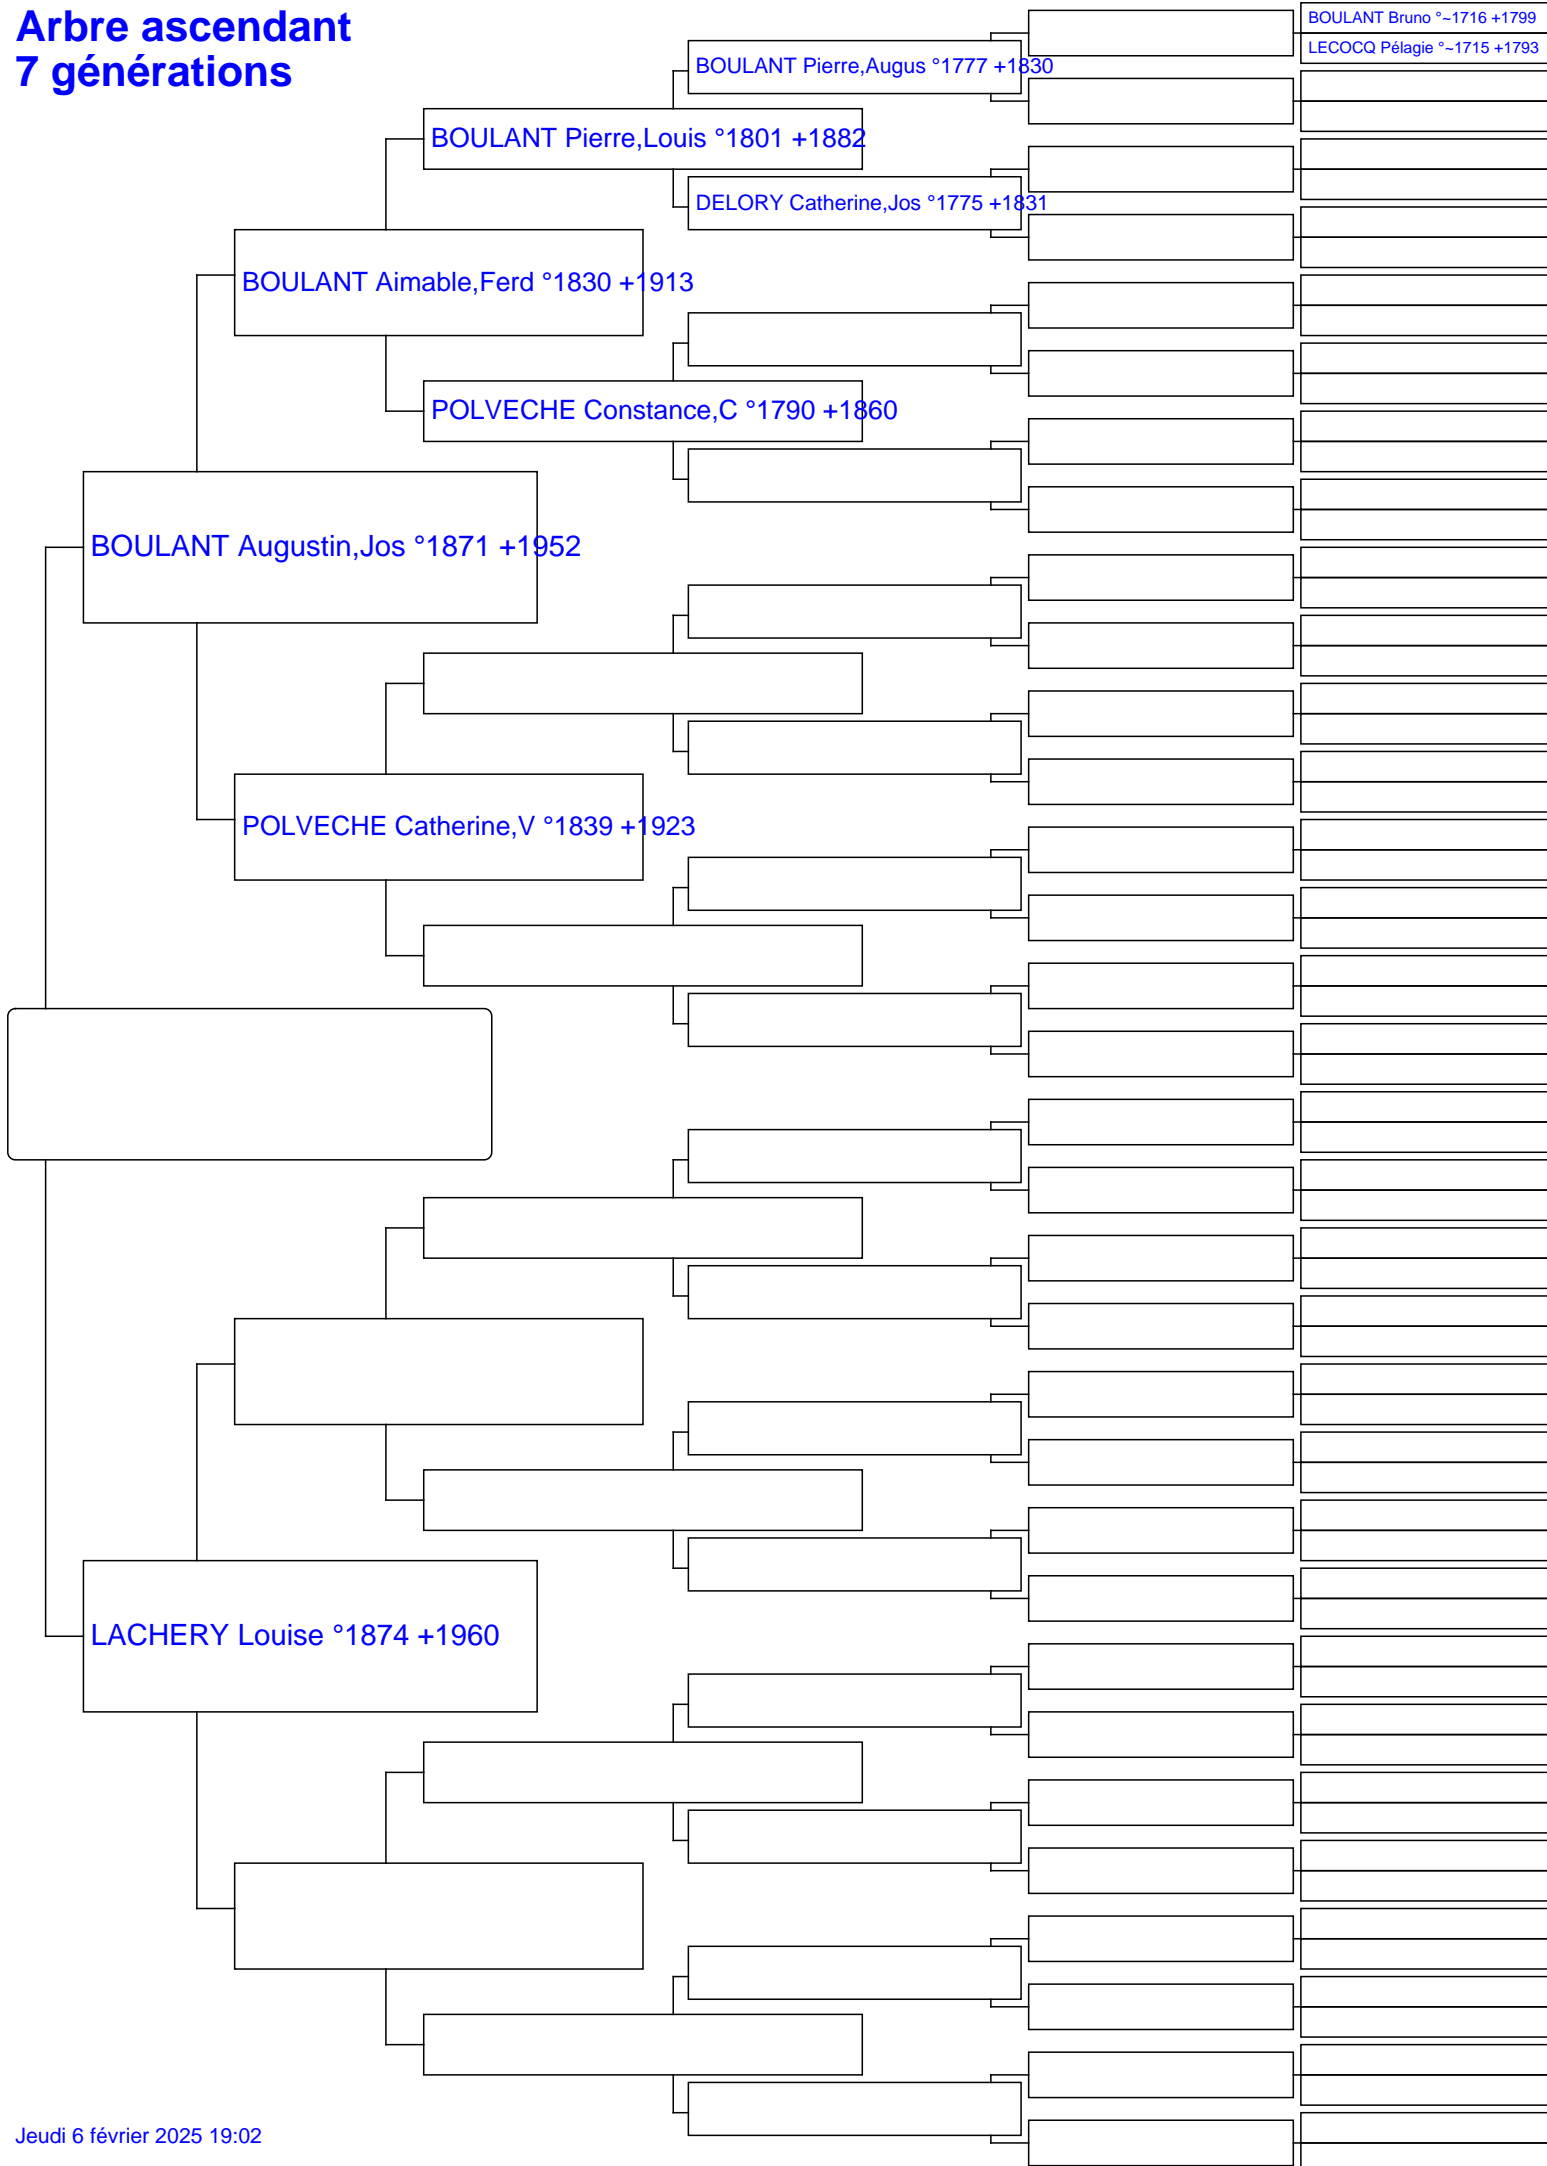 Arbre ascendant
7 générations
BOULANT Bruno °~1716 +1799
LECOCQ Pélagie °~1715 +1793
BOULANT Pierre,Augus °1777 +1830
BOULANT Pierre,Louis °1801 +1882
DELORY Catherine,Jos °1775 +1831
BOULANT Aimable,Ferd °1830 +1913
POLVECHE Constance,C °1790 +1860
BOULANT Augustin,Jos °1871 +1952
POLVECHE Catherine,V °1839 +1923
LACHERY Louise °1874 +1960
Jeudi 6 février 2025 19:02